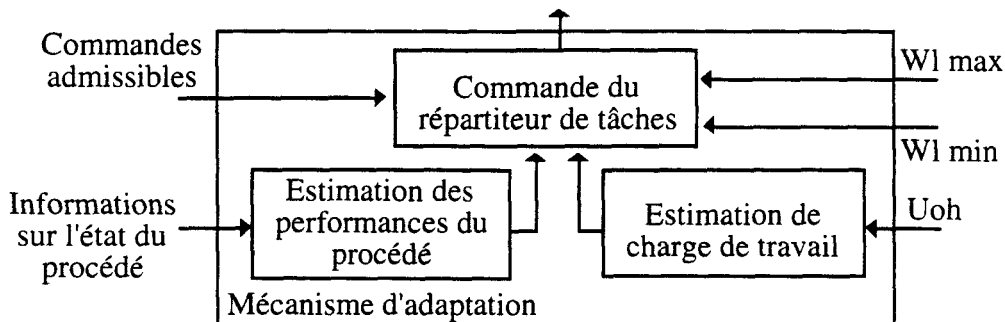 Commandes
admissibles
Commande du
répartiteur de tâches
Wl max
Wl min
Informations
sur l'état du
procédé
Estimation des
performances du
procédé
Estimation de
charge de travail
Uoh
Mécanisme d'adaptation